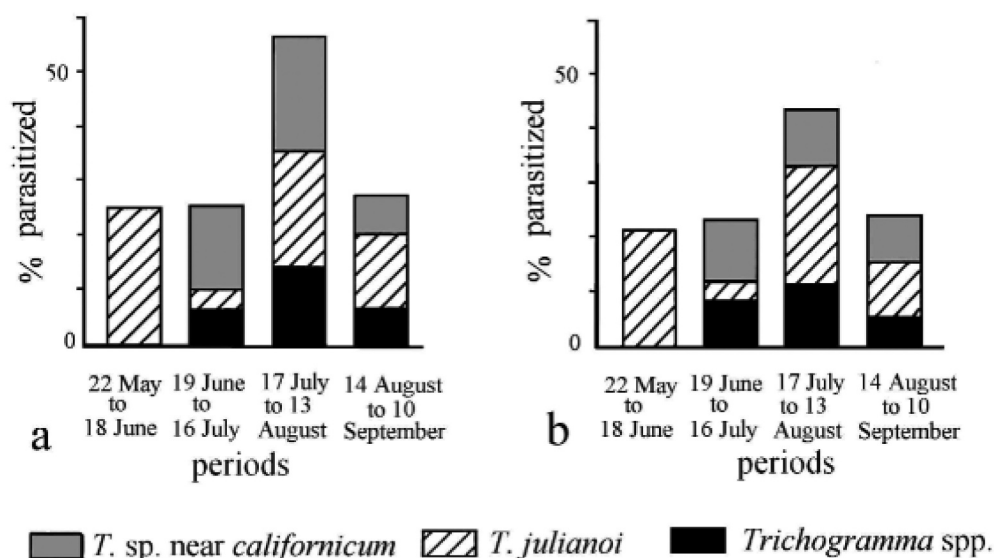 % parasitized
50
0
22 May
to
18 June
19 June
to
16 July
17 July
to 13
August
14 August
to 10
September
a
periods
% parasitized
50
0
22 May
to
18 June
19 June
to
16 July
17 July
to 13
August
14 August
to 10
September
b
periods
T. sp. near californicum
T. julianoi
Trichogramma spp.